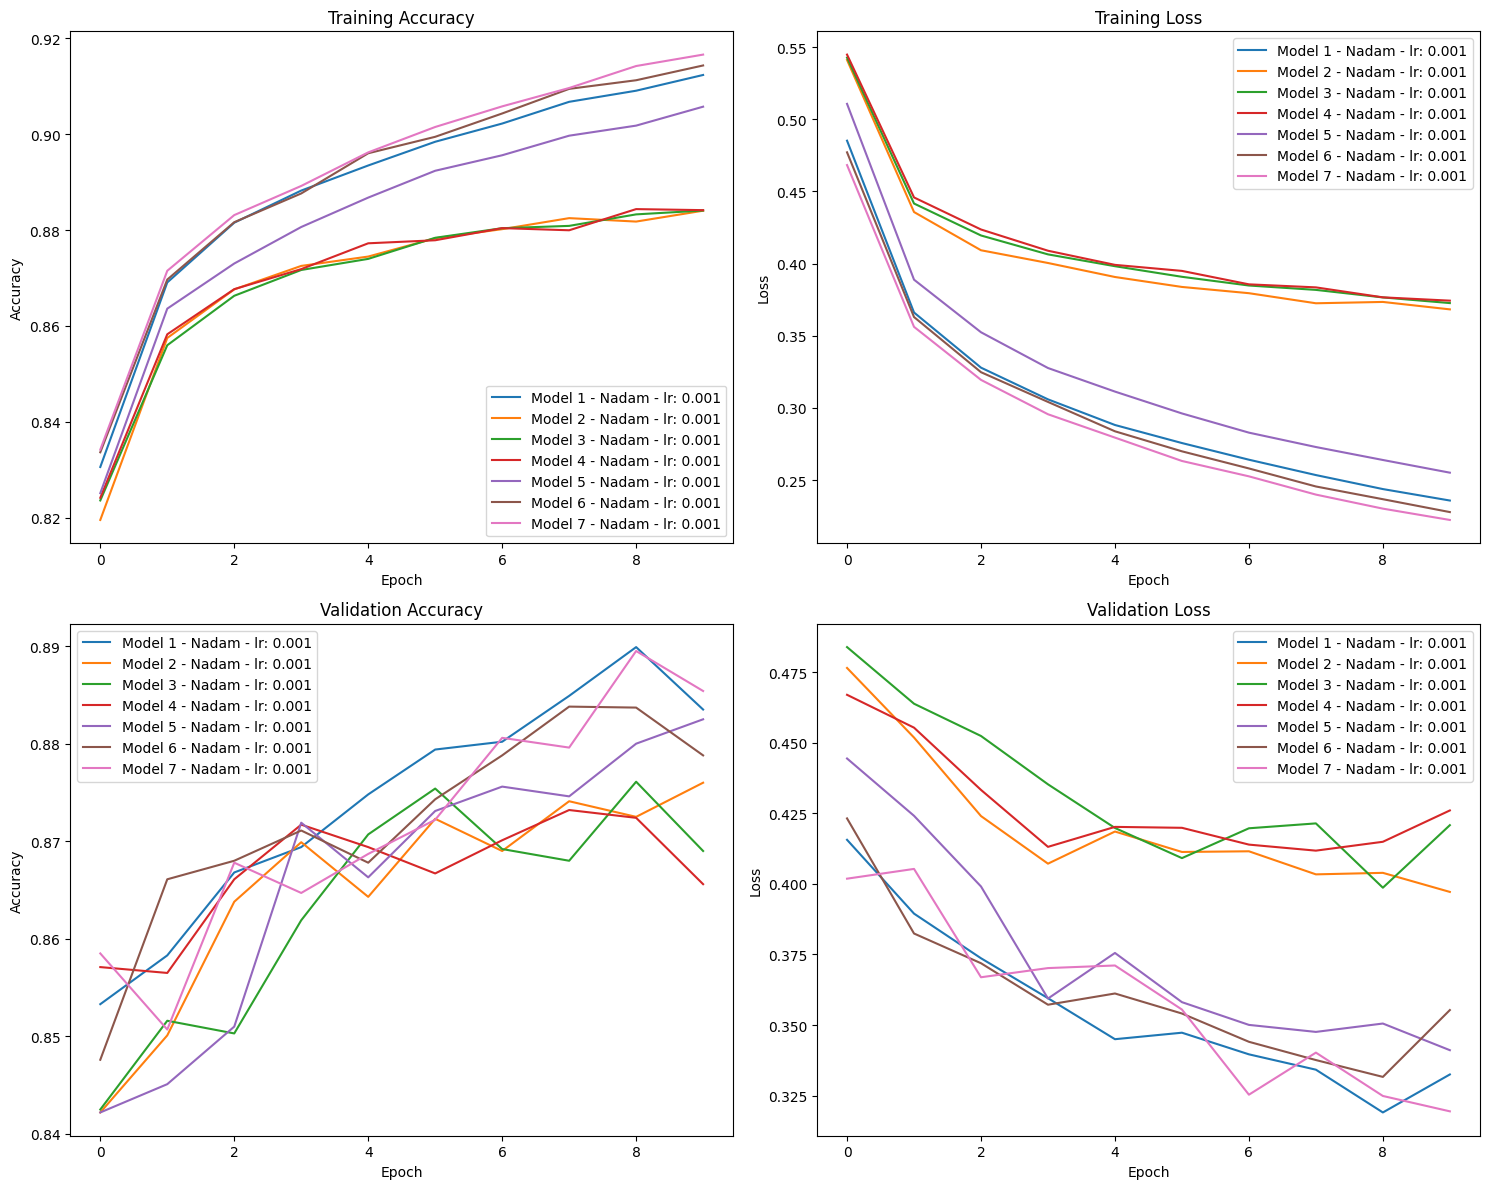 Training Accuracy
0.92
0.90
0.88
0.86
0.84
0.82
Accuracy
Model 1 - Nadam - lr: 0.001
Model 2 - Nadam - lr: 0.001
Model 3 - Nadam - lr: 0.001
Model 4 - Nadam - lr: 0.001
Model 5 - Nadam - lr: 0.001
Model 6 - Nadam - lr: 0.001
Model 7 - Nadam - lr: 0.001
0 2 4 6 8
Epoch
Training Loss
0.55
0.50
0.45
0.40
0.35
0.30
0.25
Loss
Model 1 - Nadam - lr: 0.001
Model 2 - Nadam - lr: 0.001
Model 3 - Nadam - lr: 0.001
Model 4 - Nadam - lr: 0.001
Model 5 - Nadam - lr: 0.001
Model 6 - Nadam - lr: 0.001
Model 7 - Nadam - lr: 0.001
0 2 4 6 8
Epoch
Validation Accuracy
0.89
0.88
0.87
0.86
0.85
0.84
Accuracy
Model 1 - Nadam - lr: 0.001
Model 2 - Nadam - lr: 0.001
Model 3 - Nadam - lr: 0.001
Model 4 - Nadam - lr: 0.001
Model 5 - Nadam - lr: 0.001
Model 6 - Nadam - lr: 0.001
Model 7 - Nadam - lr: 0.001
0 2 4 6 8
Epoch
Validation Loss
0.475
0.450
0.425
0.400
0.375
0.350
0.325
Loss
Model 1 - Nadam - lr: 0.001
Model 2 - Nadam - lr: 0.001
Model 3 - Nadam - lr: 0.001
Model 4 - Nadam - lr: 0.001
Model 5 - Nadam - lr: 0.001
Model 6 - Nadam - lr: 0.001
Model 7 - Nadam - lr: 0.001
0 2 4 6 8
Epoch